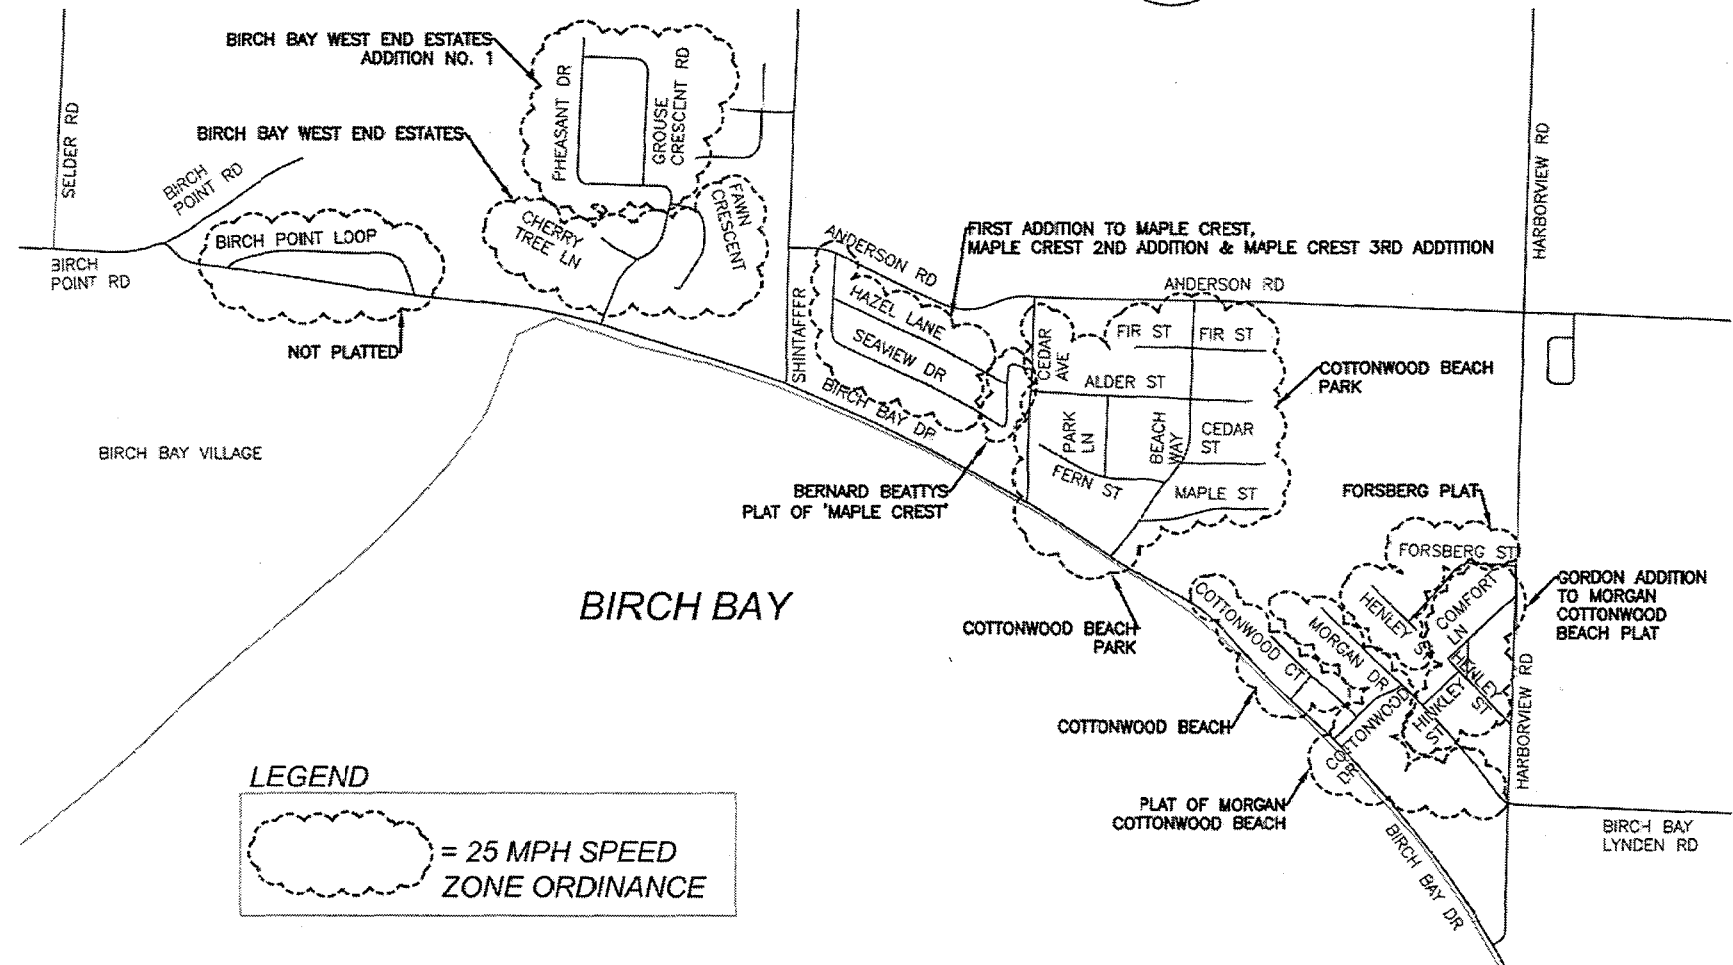 BIRCH BAY WEST END ESTATES
ADDITION NO. 1
BIRCH BAY WEST END ESTATES
SELDER RD
BIRCH
POINT RD
BIRCH
POINT RD
BIRCH POINT LOOP
NOT PLATTED
PHEASANT DR
GROUSE
CRESCENT RD
CHERRY
TREE LN
FAWN
CRESCENT
SHINTAFFER
ANDERSON RD
FIRST ADDITION TO MAPLE CREST,
MAPLE CREST 2ND ADDITION & MAPLE CREST 3RD ADDTITION
HARBORVIEW RD
ANDERSON RD
HAZEL LANE
SEAVIEW DR
BIRCH BAY DR
CEDAR
AVE
FIR ST
FIR ST
ALDER ST
COTTONWOOD BEACH
PARK
PARK
LN
BEACH
WAY
CEDAR
ST
FERN ST
MAPLE ST
BIRCH BAY VILLAGE
BERNARD BEATTYS
PLAT OF 'MAPLE CREST'
FORSBERG PLAT
FORSBERG ST
GORDON ADDITION
TO MORGAN
COTTONWOOD
BEACH PLAT
BIRCH BAY
COTTONWOOD BEACH
PARK
COTTONWOOD CT
MORGAN DR
HENLEY ST
COMFORT
LN
HENLEY
ST
HINKLEY
ST
COTTONWOOD
DR
HARBORVIEW RD
COTTONWOOD BEACH
PLAT OF MORGAN
COTTONWOOD BEACH
BIRCH BAY DR
BIRCH BAY
LYNDEN RD
LEGEND
= 25 MPH SPEED
ZONE ORDINANCE